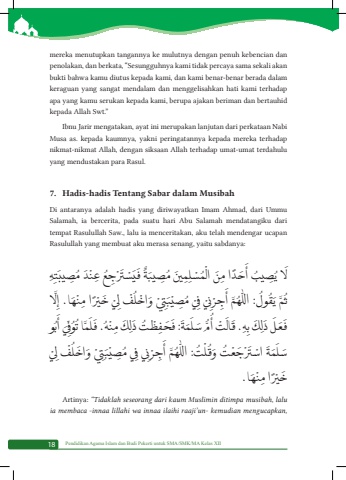 mereka menutupkan tangannya ke mulutnya dengan penuh kebencian dan
penolakan, dan berkata, “Sesungguhnya kami tidak percaya sama sekali akan
bukti bahwa kamu diutus kepada kami, dan kami benar-benar berada dalam
keraguan yang sangat mendalam dan menggelisahkan hati kami terhadap
apa yang kamu serukan kepada kami, berupa ajakan beriman dan bertauhid
kepada Allah Swt.”
Ibnu Jarir mengatakan, ayat ini merupakan lanjutan dari perkataan Nabi
Musa as. kepada kaumnya, yakni peringatannya kepada mereka terhadap
nikmat-nikmat Allah, dengan siksaan Allah terhadap umat-umat terdahulu
yang mendustakan para Rasul.
7. Hadis-hadis Tentang Sabar dalam Musibah
Di antaranya adalah hadis yang diriwayatkan Imam Ahmad, dari Ummu
Salamah, ia bercerita, pada suatu hari Abu Salamah mendatangiku dari
tempat Rasulullah Saw., lalu ia menceritakan, aku telah mendengar ucapan
Rasulullah yang membuat aku merasa senang, yaitu sabdanya:
لَا يُصِيبُ أَحَدًا مِنَ الْمُسْلِمِينَ مُصِيبَةٌ فَيَسْتَرْجِعُ عِنْدَ مُصِيبَتِهِ
ثُمَّ يَقُولُ: اَللّٰهُمَّ أَجِرْنِي فِي مُصِيْبَتِيْ وَاخْلُفْ لِيْ خَيْرًا مِنْهَا. إِلَّا
فَعَلَ ذٰلِكَ بِهِ. قَالَتْ أُمُّ سَلَمَةَ: فَحَفِظْتُ ذٰلِكَ مِنْهُ. فَلَمَّا تُوُفِّيَ أَبُو
سَلَمَةَ اسْتَرْجَعْتُ وَقُلْتُ: اَللّٰهُمَّ أَجِرْنِي فِي مُصِيْبَتِيْ وَاخْلُفْ لِيْ
خَيْرًا مِنْهَا.
Artinya: “Tidaklah seseorang dari kaum Muslimin ditimpa musibah, lalu
ia membaca -innaa lillahi wa innaa ilaihi raaji’un- kemudian mengucapkan,
18 Pendidikan Agama Islam dan Budi Pekerti untuk SMA/SMK/MA Kelas XII